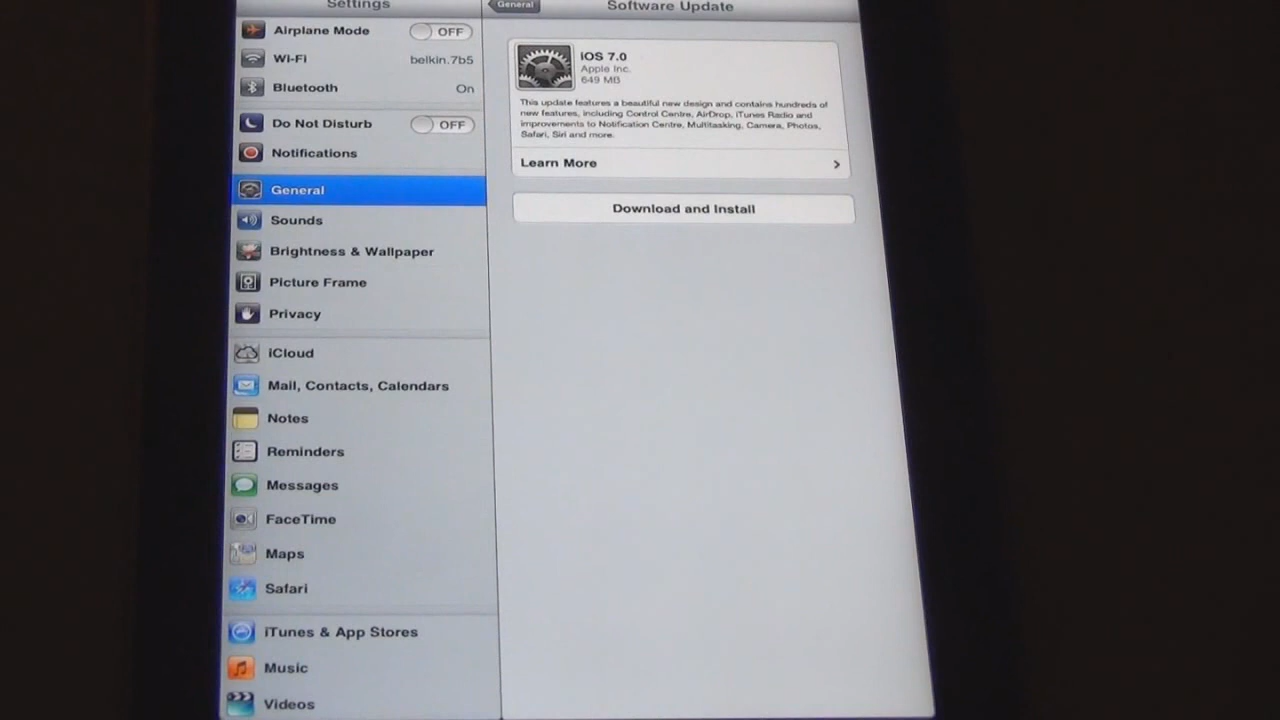 Settings
Airplane Mode OFF
Wi-Fi belkin.7b5
Bluetooth On
Do Not Disturb OFF
Notifications
General
Sounds
Brightness & Wallpaper
Picture Frame
Privacy
iCloud
Mail, Contacts, Calendars
Notes
Reminders
Messages
FaceTime
Maps
Safari
iTunes & App Stores
Music
Videos
General Software Update
iOS 7.0
Apple Inc.
649 MB
This update features a beautiful new design and contains hundreds of
new features, including Control Centre, AirDrop, iTunes Radio and
improvements to Notification Centre, Multitasking, Camera, Photos,
Safari, Siri and more.
Learn More
Download and Install